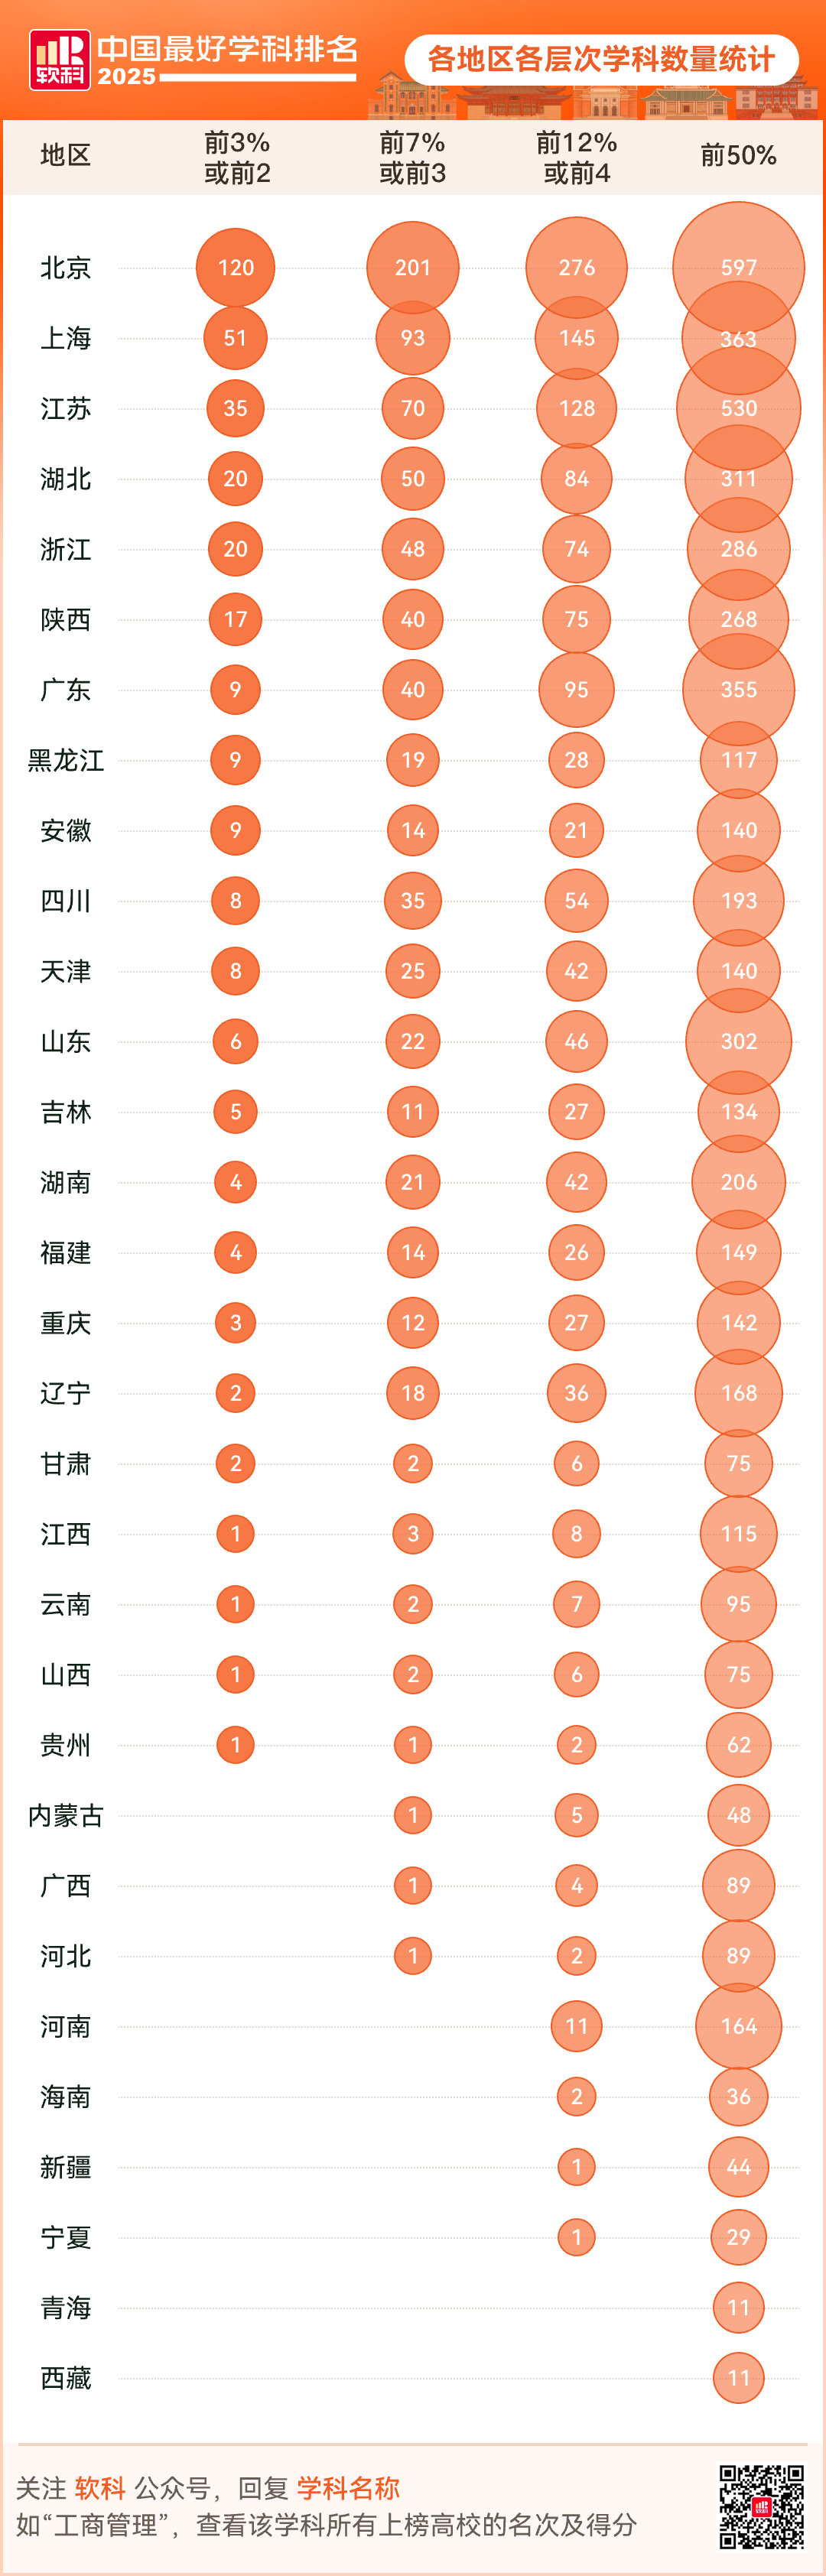 软科
中国最好学科排名
2025
各地区各层次学科数量统计
地区 前3%或前2 前7%或前3 前12%或前4 前50%
北京 120 201 276 597
上海 51 93 145 363
江苏 35 70 128 530
湖北 20 50 84 311
浙江 20 48 74 286
陕西 17 40 75 268
广东 9 40 95 355
黑龙江 9 19 28 117
安徽 9 14 21 140
四川 8 35 54 193
天津 8 25 42 140
山东 6 22 46 302
吉林 5 11 27 134
湖南 4 21 42 206
福建 4 14 26 149
重庆 3 12 27 142
辽宁 2 18 36 168
甘肃 2 2 6 75
江西 1 3 8 115
云南 1 2 7 95
山西 1 2 6 75
贵州 1 1 2 62
内蒙古 1 5 48
广西 1 4 89
河北 1 2 89
河南 11 164
海南 2 36
新疆 1 44
宁夏 1 29
青海 11
西藏 11
关注 软科 公众号，回复 学科名称
如“工商管理”，查看该学科所有上榜高校的名次及得分
软科